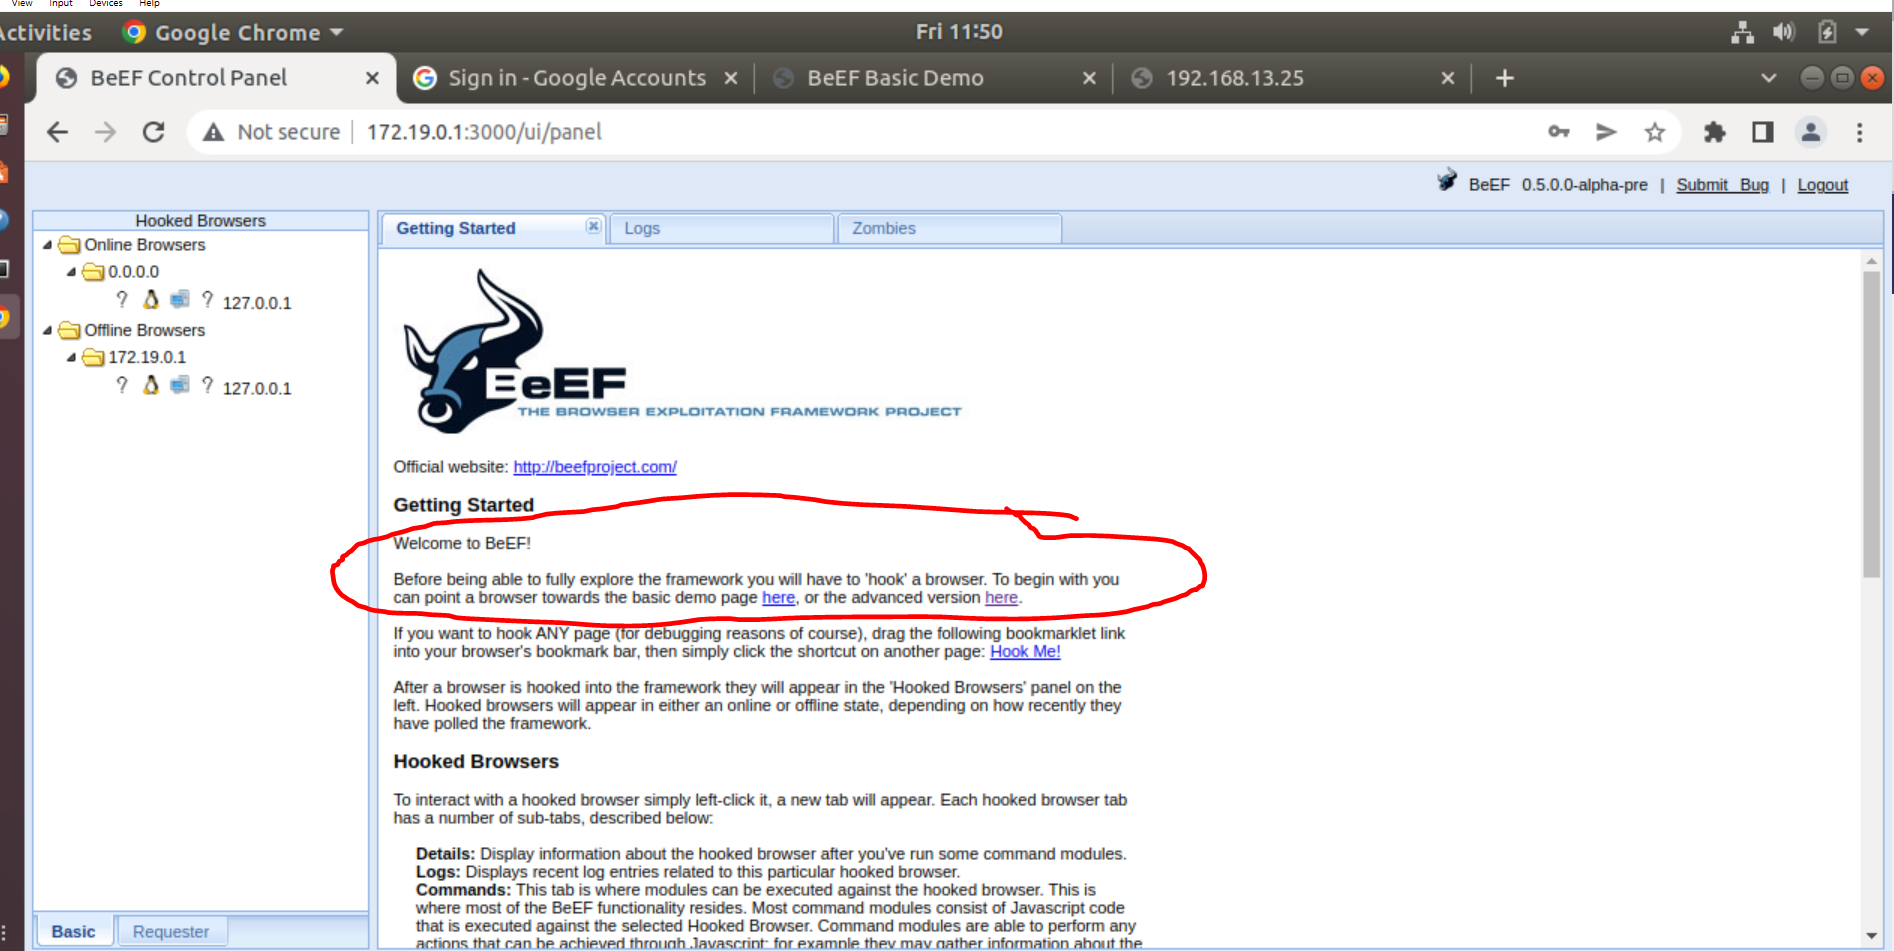 View Input Devices Help
Activities Google Chrome Fri 11:50
BeEF Control Panel Sign in - Google Accounts BeEF Basic Demo 192.168.13.25
Not secure 172.19.0.1:3000/ui/panel
BeEF 0.5.0.0-alpha-pre | Submit Bug | Logout
Hooked Browsers
Online Browsers
0.0.0.0
? ? 127.0.0.1
Offline Browsers
172.19.0.1
? ? 127.0.0.1
Basic Requester
Getting Started Logs Zombies
BeEF
THE BROWSER EXPLOITATION FRAMEWORK PROJECT
Official website: http://beefproject.com/
Getting Started
Welcome to BeEF!
Before being able to fully explore the framework you will have to 'hook' a browser. To begin with you
can point a browser towards the basic demo page here, or the advanced version here.
If you want to hook ANY page (for debugging reasons of course), drag the following bookmarklet link
into your browser's bookmark bar, then simply click the shortcut on another page: Hook Me!
After a browser is hooked into the framework they will appear in the 'Hooked Browsers' panel on the
left. Hooked browsers will appear in either an online or offline state, depending on how recently they
have polled the framework.
Hooked Browsers
To interact with a hooked browser simply left-click it, a new tab will appear. Each hooked browser tab
has a number of sub-tabs, described below:
Details: Display information about the hooked browser after you've run some command modules.
Logs: Displays recent log entries related to this particular hooked browser.
Commands: This tab is where modules can be executed against the hooked browser. This is
where most of the BeEF functionality resides. Most command modules consist of Javascript code
that is executed against the selected Hooked Browser. Command modules are able to perform any
actions that can be achieved through Javascript: for example they may gather information about the